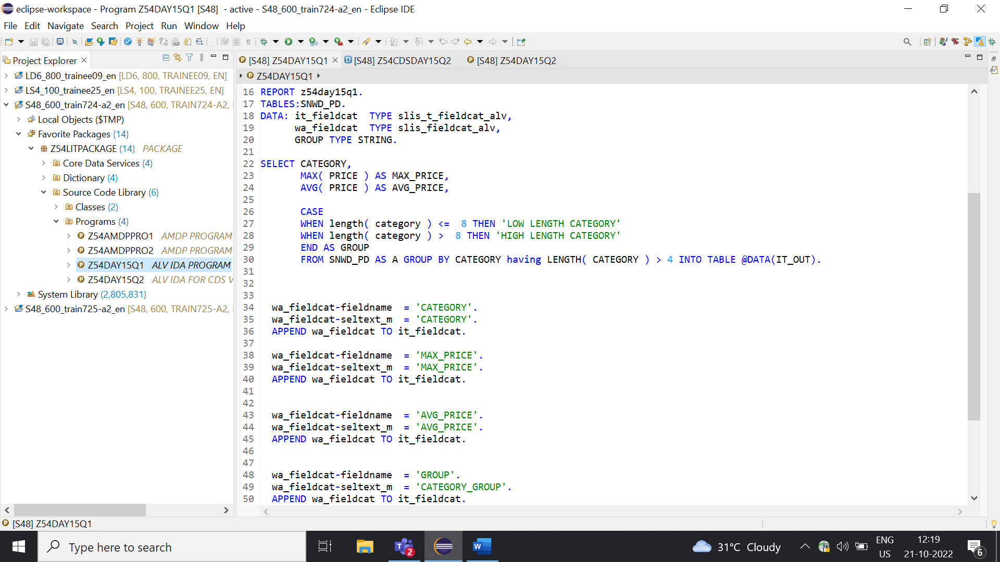 eclipse-workspace - Program Z54DAY15Q1 [S48]  - active - S48_600_train724-a2_en - Eclipse IDE
File Edit Navigate Search Project Run Window Help
Project Explorer
[S48] Z54DAY15Q1
[S48] Z54CDSDAY15Q2
[S48] Z54DAY15Q2
Z54DAY15Q1
LD6_800_trainee09_en [LD6, 800, TRAINEE09, EN]
LS4_100_trainee25_en [LS4, 100, TRAINEE25, EN]
S48_600_train724-a2_en [S48, 600, TRAIN724-A2,
Local Objects ($TMP)
Favorite Packages (14)
Z54LITPACKAGE (14) PACKAGE
Core Data Services (4)
Dictionary (4)
Source Code Library (6)
Classes (2)
Programs (4)
Z54AMDPPRO1 AMDP PROGRAM
Z54AMDPPRO2 AMDP PROGRAM
Z54DAY15Q1 ALV IDA PROGRAM
Z54DAY15Q2 ALV IDA FOR CDS V
System Library (2,805,831)
S48_600_train725-a2_en [S48, 600, TRAIN725-A2,
16 REPORT z54day15q1.
17 TABLES:SNWD_PD.
18 DATA: it_fieldcat  TYPE slis_t_fieldcat_alv,
19       wa_fieldcat  TYPE slis_fieldcat_alv,
20       GROUP TYPE STRING.
21
22 SELECT CATEGORY,
23        MAX( PRICE ) AS MAX_PRICE,
24        AVG( PRICE ) AS AVG_PRICE,
25
26        CASE
27        WHEN length( category ) <=  8 THEN 'LOW LENGTH CATEGORY'
28        WHEN length( category ) >  8 THEN 'HIGH LENGTH CATEGORY'
29        END AS GROUP
30        FROM SNWD_PD AS A GROUP BY CATEGORY having LENGTH( CATEGORY ) > 4 INTO TABLE @DATA(IT_OUT).
31
32
33
34   wa_fieldcat-fieldname  = 'CATEGORY'.
35   wa_fieldcat-seltext_m  = 'CATEGORY'.
36   APPEND wa_fieldcat TO it_fieldcat.
37
38   wa_fieldcat-fieldname  = 'MAX_PRICE'.
39   wa_fieldcat-seltext_m  = 'MAX_PRICE'.
40   APPEND wa_fieldcat TO it_fieldcat.
41
42
43   wa_fieldcat-fieldname  = 'AVG_PRICE'.
44   wa_fieldcat-seltext_m  = 'AVG_PRICE'.
45   APPEND wa_fieldcat TO it_fieldcat.
46
47
48   wa_fieldcat-fieldname  = 'GROUP'.
49   wa_fieldcat-seltext_m  = 'CATEGORY_GROUP'.
50   APPEND wa_fieldcat TO it_fieldcat.
[S48] Z54DAY15Q1
Type here to search
2
31°C Cloudy
ENG
US
12:19
21-10-2022
6